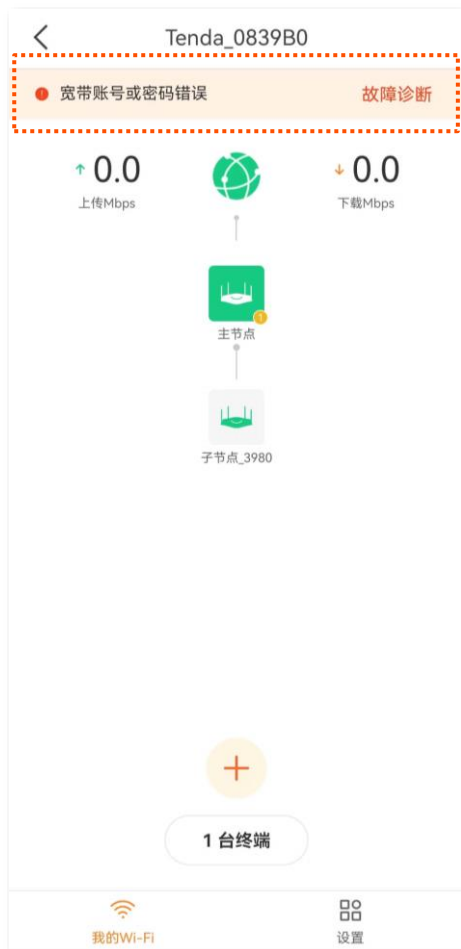 Tenda_0839B0
宽带账号或密码错误 故障诊断
0.0 0.0
上传Mbps 下载Mbps
1
主节点
子节点_3980
1 台终端
我的Wi-Fi 设置